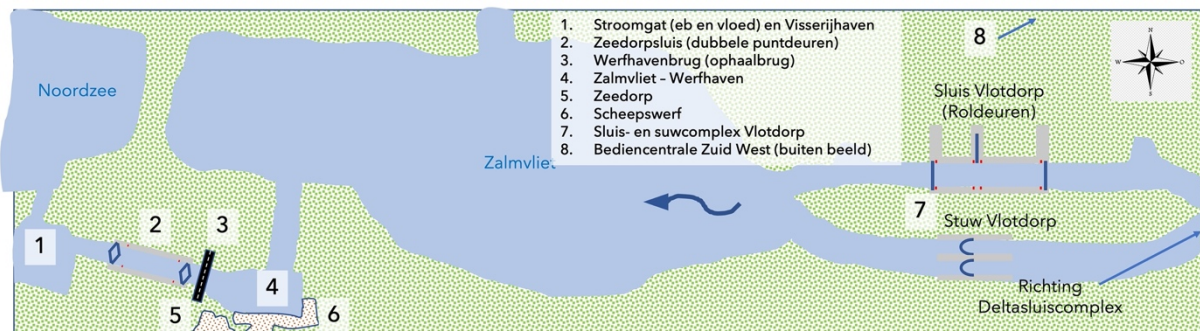 1. Stroomgat (eb en vloed) en Visserijhaven
2. Zeedorpsluis (dubbele puntdeuren)
3. Werfhavenbrug (ophaalbrug)
4. Zalmvliet – Werfhaven
5. Zeedorp
6. Scheepswerf
7. Sluis- en suwcomplex Vlotdorp
8. Bediencentrale Zuid West (buiten beeld)
8
N
W
O
S
Noordzee
Sluis Vlotdorp
(Roldeuren)
Zalmvliet
7
Stuw Vlotdorp
1
2
3
4
5
6
Richting
Deltasluiscomplex